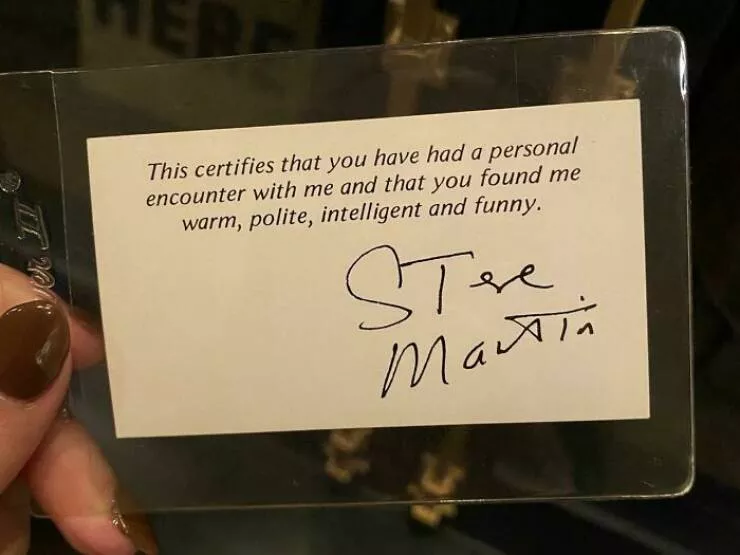 HERE
This certifies that you have had a personal
encounter with me and that you found me
warm, polite, intelligent and funny.
Steve
Martin